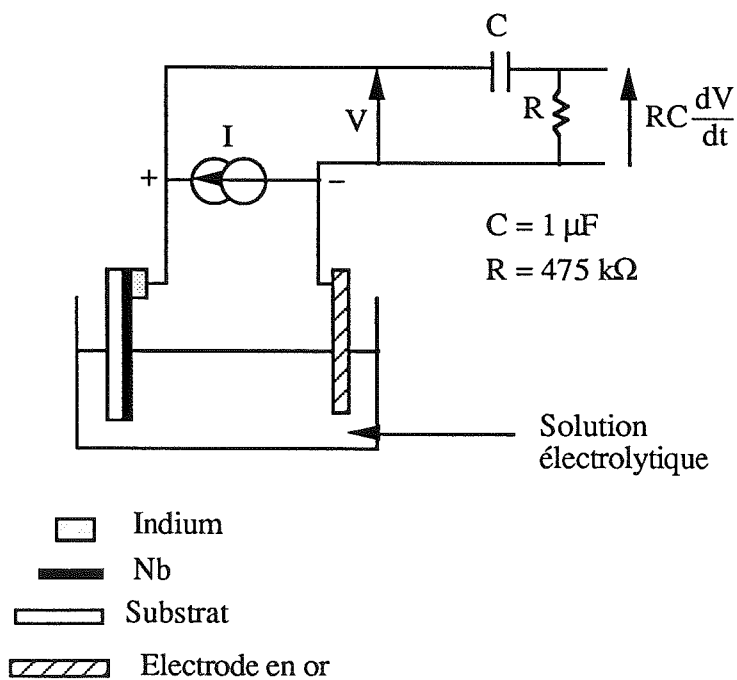 C
V
R
RC dV/dt
I
+
−
C = 1 μF
R = 475 kΩ
Solution
électrolytique
Indium
Nb
Substrat
Electrode en or